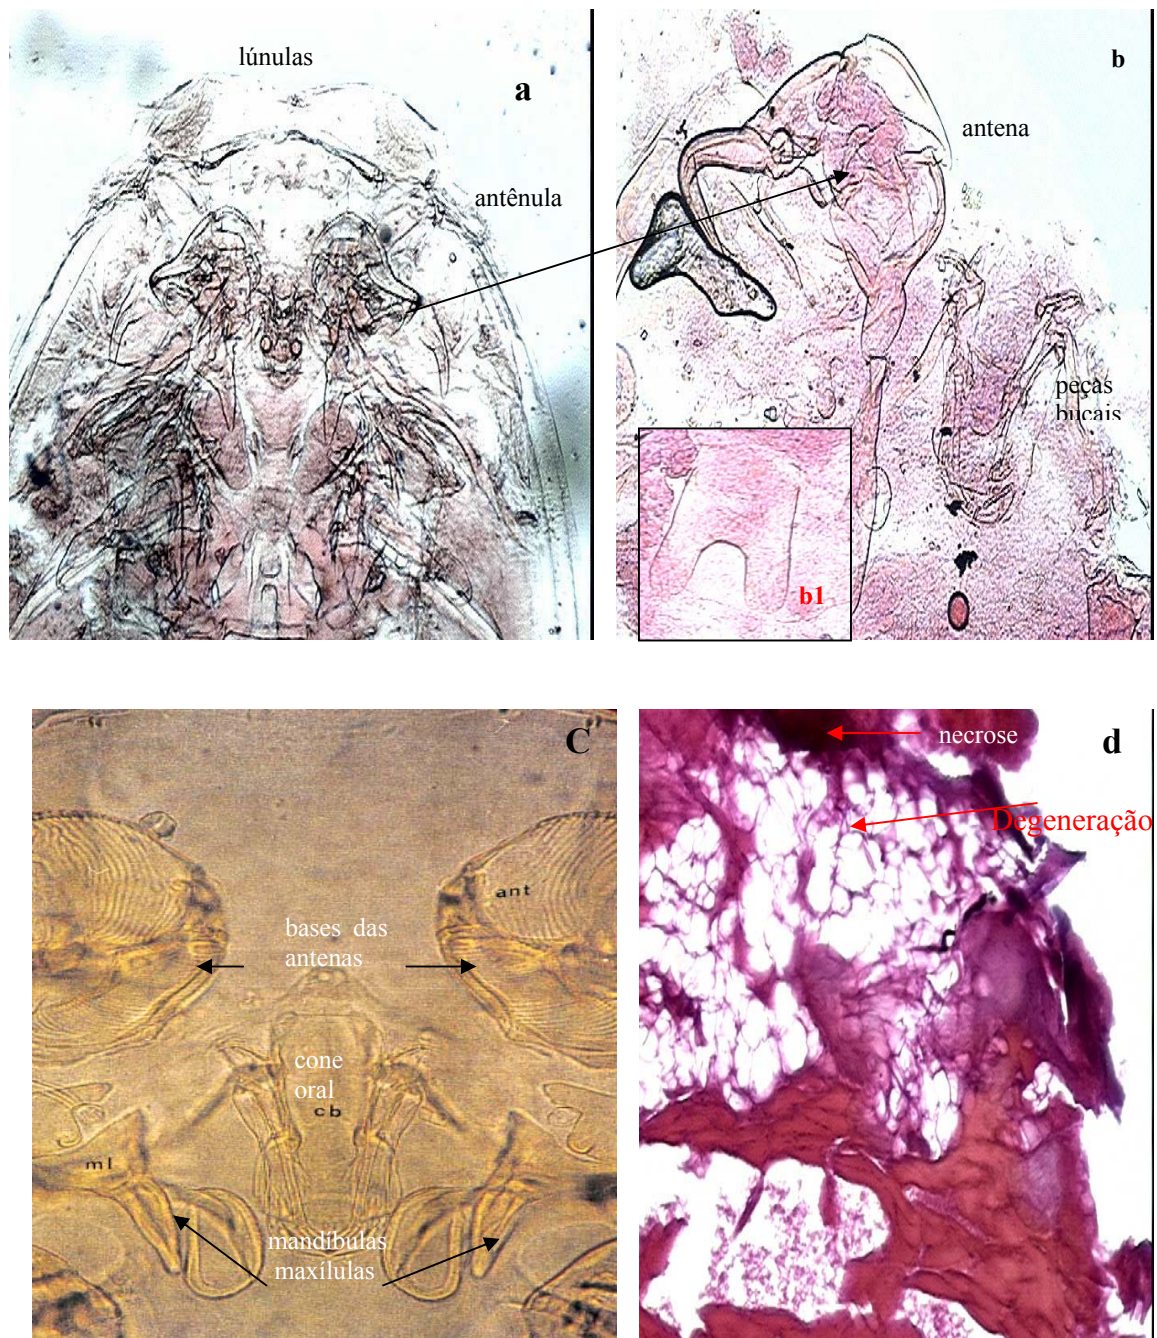 lúnulas
a
antênula
b
antena
peças
bucais
b1
C
ant
bases das
antenas
cone
oral
cb
ml
mandíbulas
maxílulas
d
necrose
Degeneração